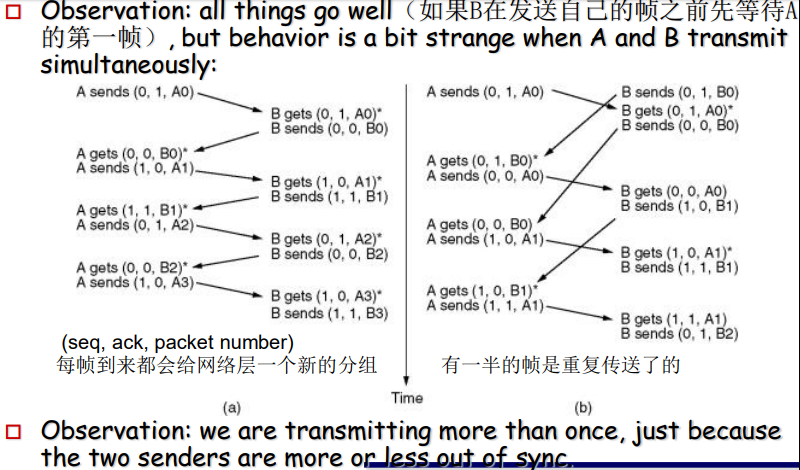 Observation: all things go well（如果B在发送自己的帧之前先等待A
的第一帧）, but behavior is a bit strange when A and B transmit
simultaneously:
A sends (0, 1, A0)
B gets (0, 1, A0)*
B sends (0, 0, B0)
A gets (0, 0, B0)*
A sends (1, 0, A1)
B gets (1, 0, A1)*
B sends (1, 1, B1)
A gets (1, 1, B1)*
A sends (0, 1, A2)
B gets (0, 1, A2)*
B sends (0, 0, B2)
A gets (0, 0, B2)*
A sends (1, 0, A3)
B gets (1, 0, A3)*
B sends (1, 1, B3)
(seq, ack, packet number)
每帧到来都会给网络层一个新的分组
(a)
Time
A sends (0, 1, A0)
B sends (0, 1, B0)
B gets (0, 1, A0)*
B sends (0, 0, B0)
A gets (0, 1, B0)*
A sends (0, 0, A0)
B gets (0, 0, A0)
B sends (1, 0, B1)
A gets (0, 0, B0)
A sends (1, 0, A1)
B gets (1, 0, A1)*
B sends (1, 1, B1)
A gets (1, 0, B1)*
A sends (1, 1, A1)
B gets (1, 1, A1)
B sends (0, 1, B2)
有一半的帧是重复传送了的
(b)
Observation: we are transmitting more than once, just because
the two senders are more or less out of sync.